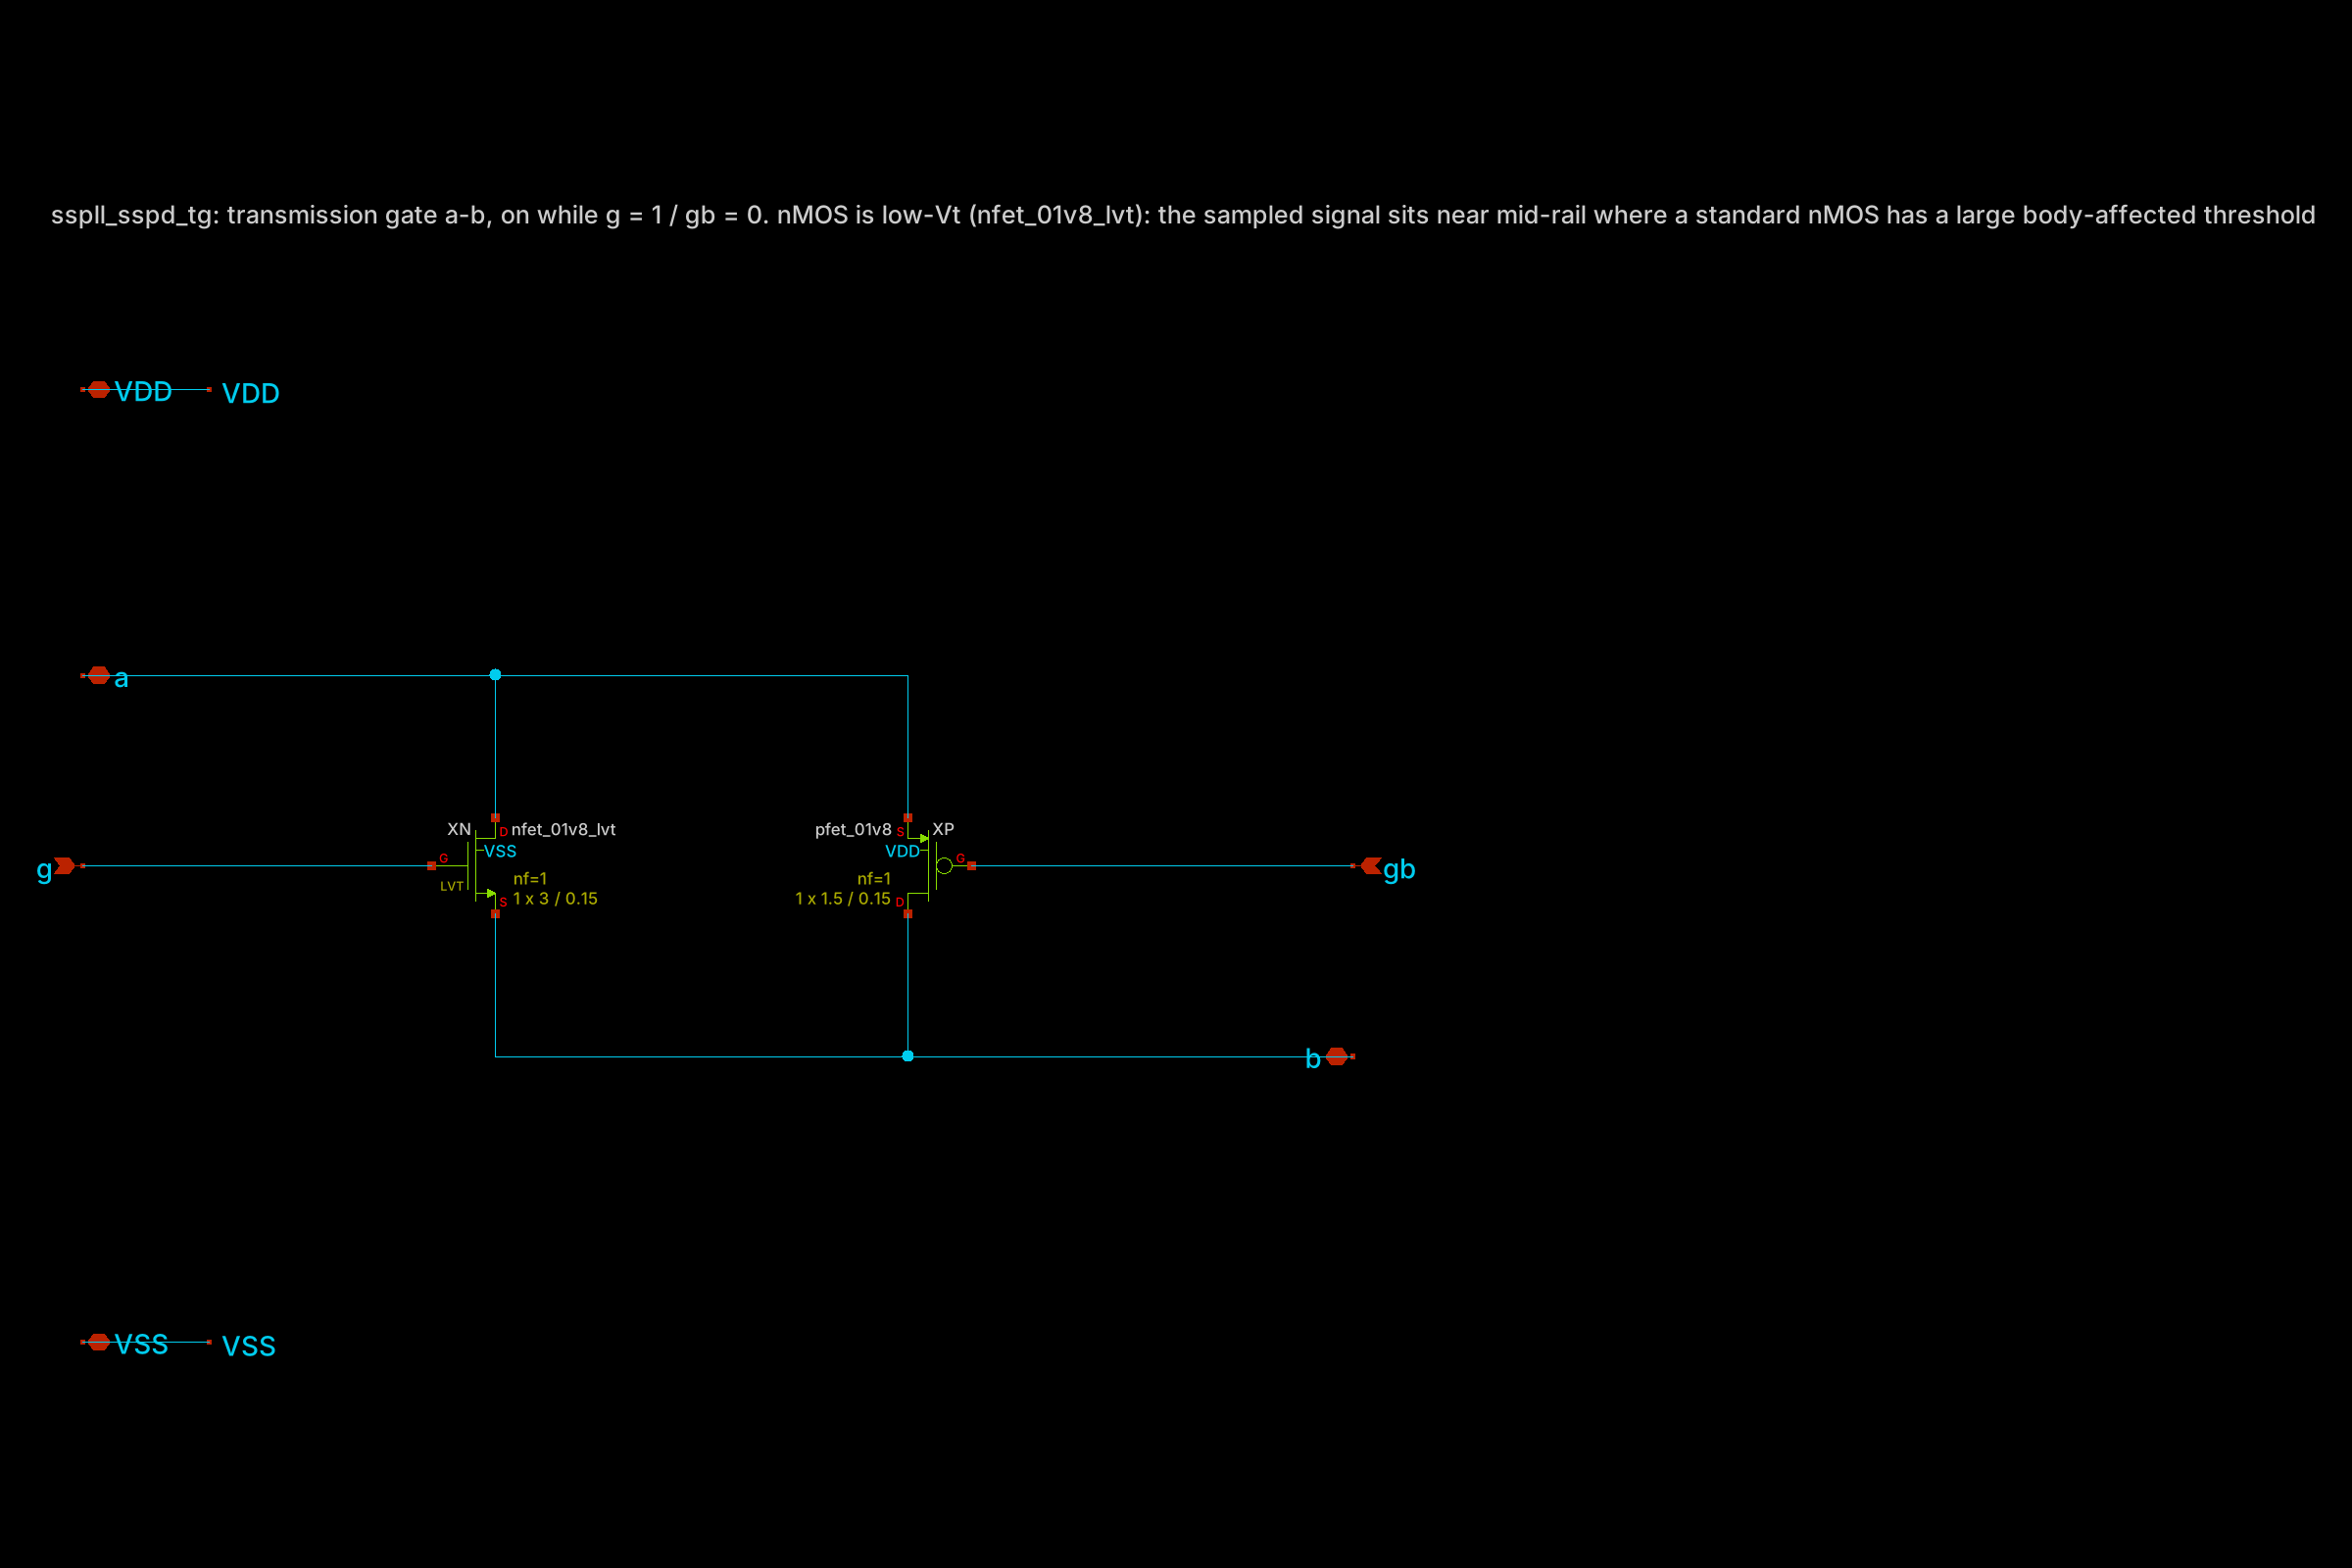 sspll_sspd_tg: transmission gate a-b, on while g = 1 / gb = 0. nMOS is low-Vt (nfet_01v8_lvt): the sampled signal sits near mid-rail where a standard nMOS has a large body-affected threshold
VDD VDD
a
XN D nfet_01v8_lvt pfet_01v8 S XP
VSS VDD
g G G gb
LVT nf=1 nf=1
S 1 x 3 / 0.15 1 x 1.5 / 0.15 D
b
VSS VSS